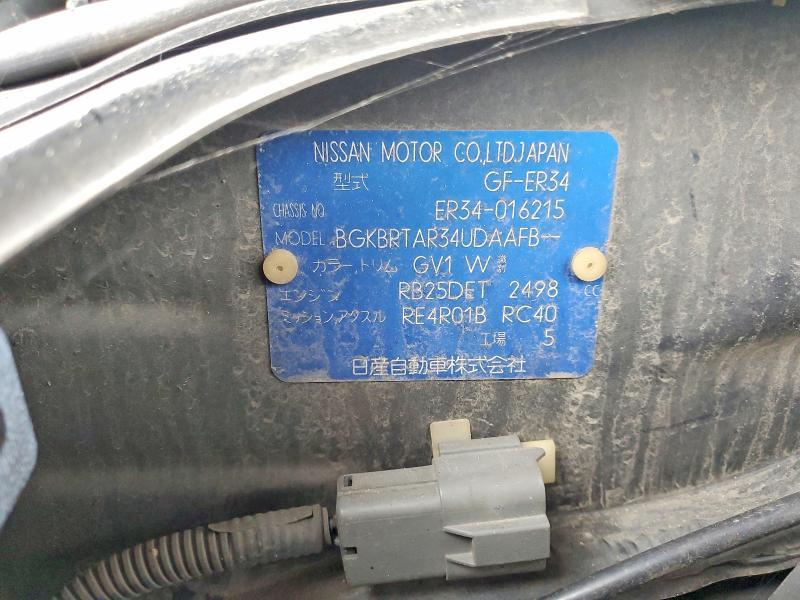 NISSAN MOTOR CO.,LTD.JAPAN
型式 GF-ER34
CHASSIS NO ER34-016215
MODEL BGKBRTAR34UDAAFB--
カラー,トリム GV1 W
エンジン RB25DET 2498 CC
ミッション,アクスル RE4R01B RC40
工場 5
日産自動車株式会社